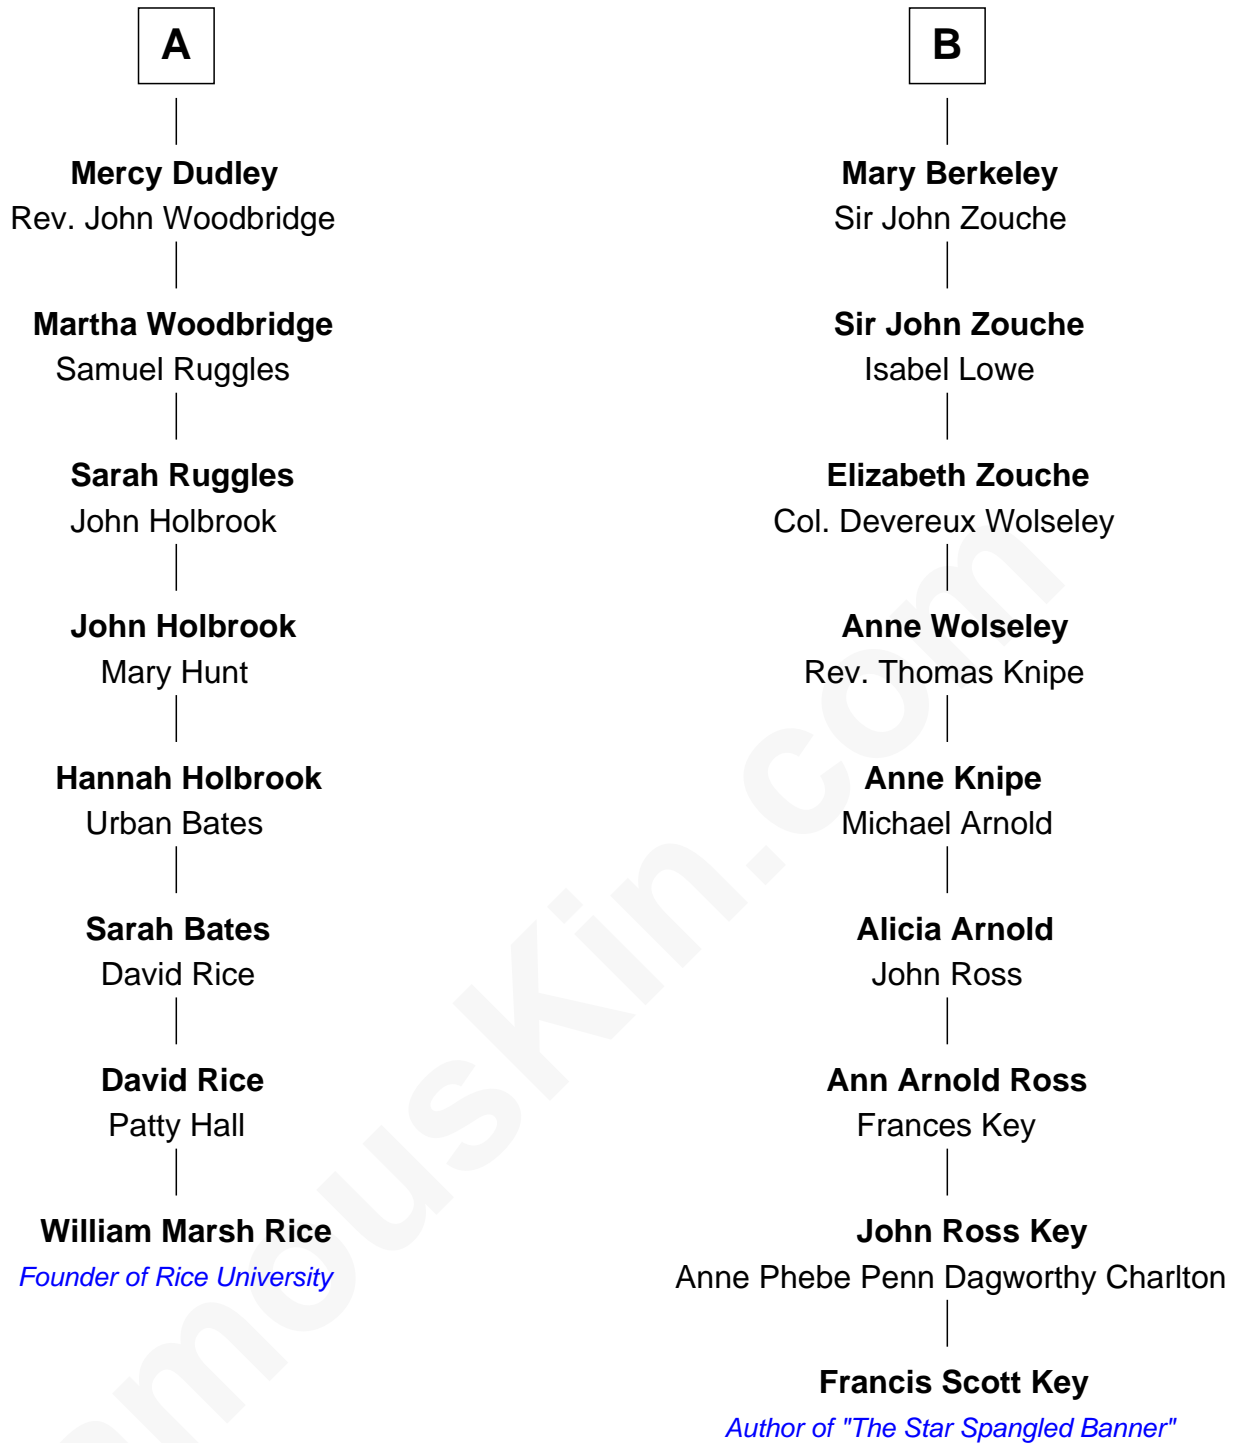 A
Mercy Dudley
Rev. John Woodbridge
Martha Woodbridge
Samuel Ruggles
Sarah Ruggles
John Holbrook
John Holbrook
Mary Hunt
Hannah Holbrook
Urban Bates
Sarah Bates
David Rice
David Rice
Patty Hall
William Marsh Rice
Founder of Rice University
B
Mary Berkeley
Sir John Zouche
Sir John Zouche
Isabel Lowe
Elizabeth Zouche
Col. Devereux Wolseley
Anne Wolseley
Rev. Thomas Knipe
Anne Knipe
Michael Arnold
Alicia Arnold
John Ross
Ann Arnold Ross
Frances Key
John Ross Key
Anne Phebe Penn Dagworthy Charlton
Francis Scott Key
Author of "The Star Spangled Banner"
amousKin.com